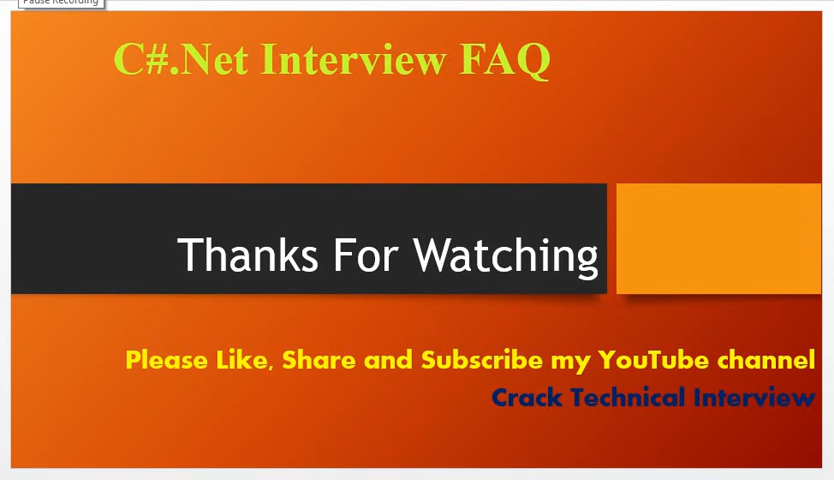 Pause Recording
C#.Net Interview FAQ
Thanks For Watching
Please Like, Share and Subscribe my YouTube channel
Crack Technical Interview